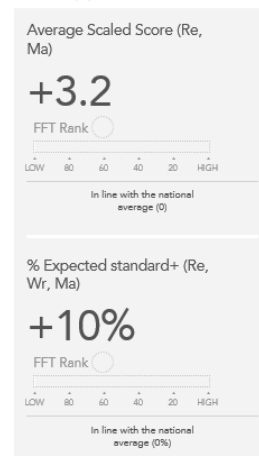 Average Scaled Score (Re,
Ma)
+3.2
FFT Rank
LOW 80 60 40 20 HIGH
In line with the national
average (0)
% Expected standard+ (Re,
Wr, Ma)
+10%
FFT Rank
LOW 80 60 40 20 HIGH
In line with the national
average (0%)